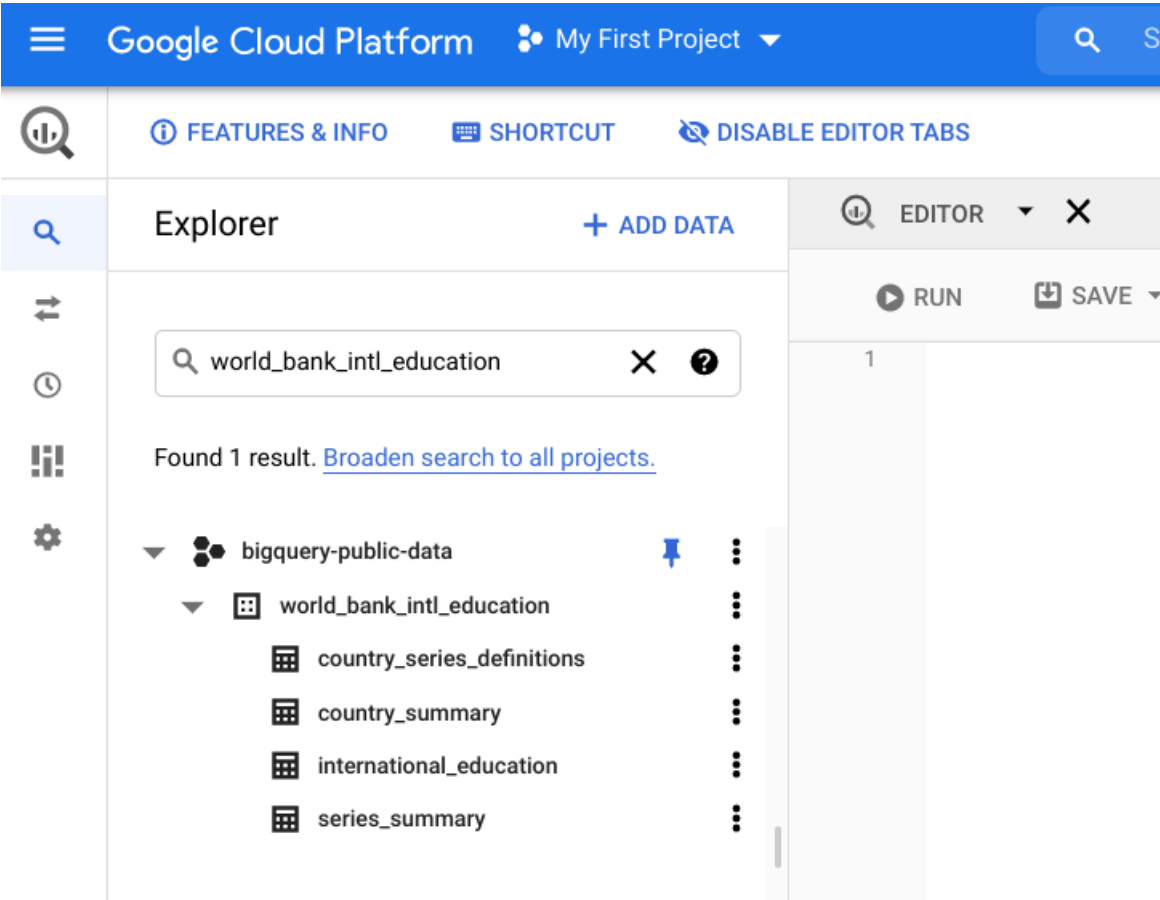 Google Cloud Platform My First Project S
FEATURES & INFO SHORTCUT DISABLE EDITOR TABS
Explorer + ADD DATA
EDITOR
RUN SAVE
world_bank_intl_education
1
Found 1 result. Broaden search to all projects.
bigquery-public-data
world_bank_intl_education
country_series_definitions
country_summary
international_education
series_summary